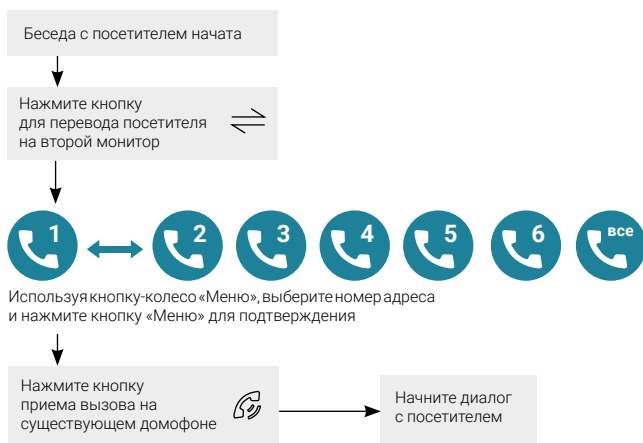 Беседа с посетителем начата
Нажмите кнопку
для перевода посетителя
на второй монитор
1 2 3 4 5 6 все
Используя кнопку-колесо «Меню», выберите номер адреса
и нажмите кнопку «Меню» для подтверждения
Нажмите кнопку
приема вызова на
существующем домофоне
Начните диалог
с посетителем